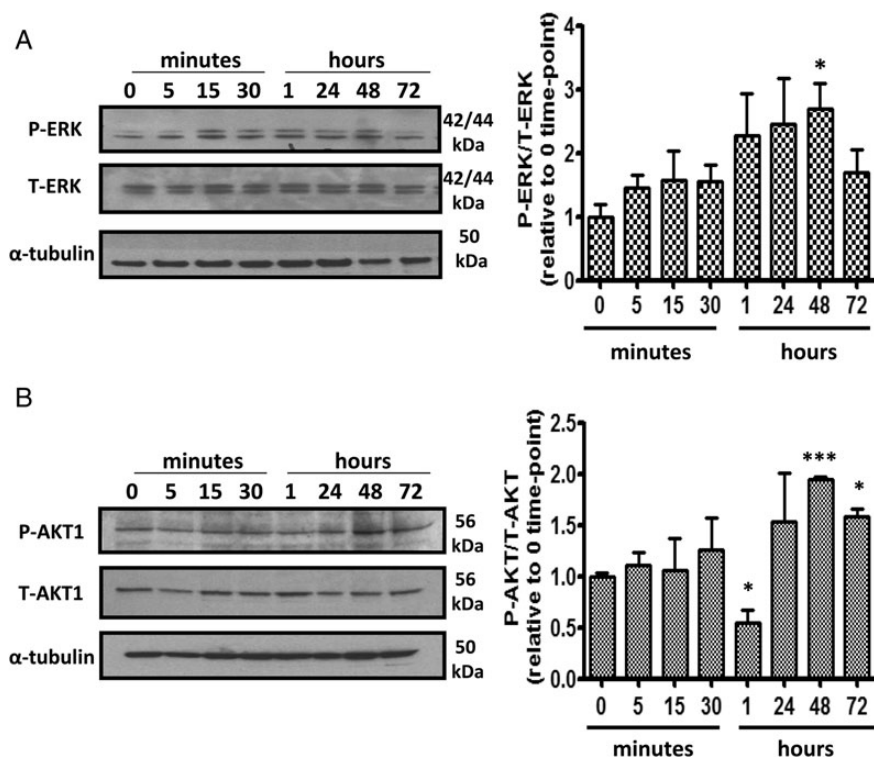 A
minutes
hours
0 5 15 30 1 24 48 72
P-ERK
42/44
kDa
T-ERK
42/44
kDa
α-tubulin
50
kDa
P-ERK/T-ERK
(relative to 0 time-point)
4
3
2
1
0
*
0 5 15 30 1 24 48 72
minutes
hours
B
minutes
hours
0 5 15 30 1 24 48 72
P-AKT1
56
kDa
T-AKT1
56
kDa
α-tubulin
50
kDa
P-AKT/T-AKT
(relative to 0 time-point)
2.5
2.0
1.5
1.0
0.5
0.0
*
***
*
0 5 15 30 1 24 48 72
minutes
hours